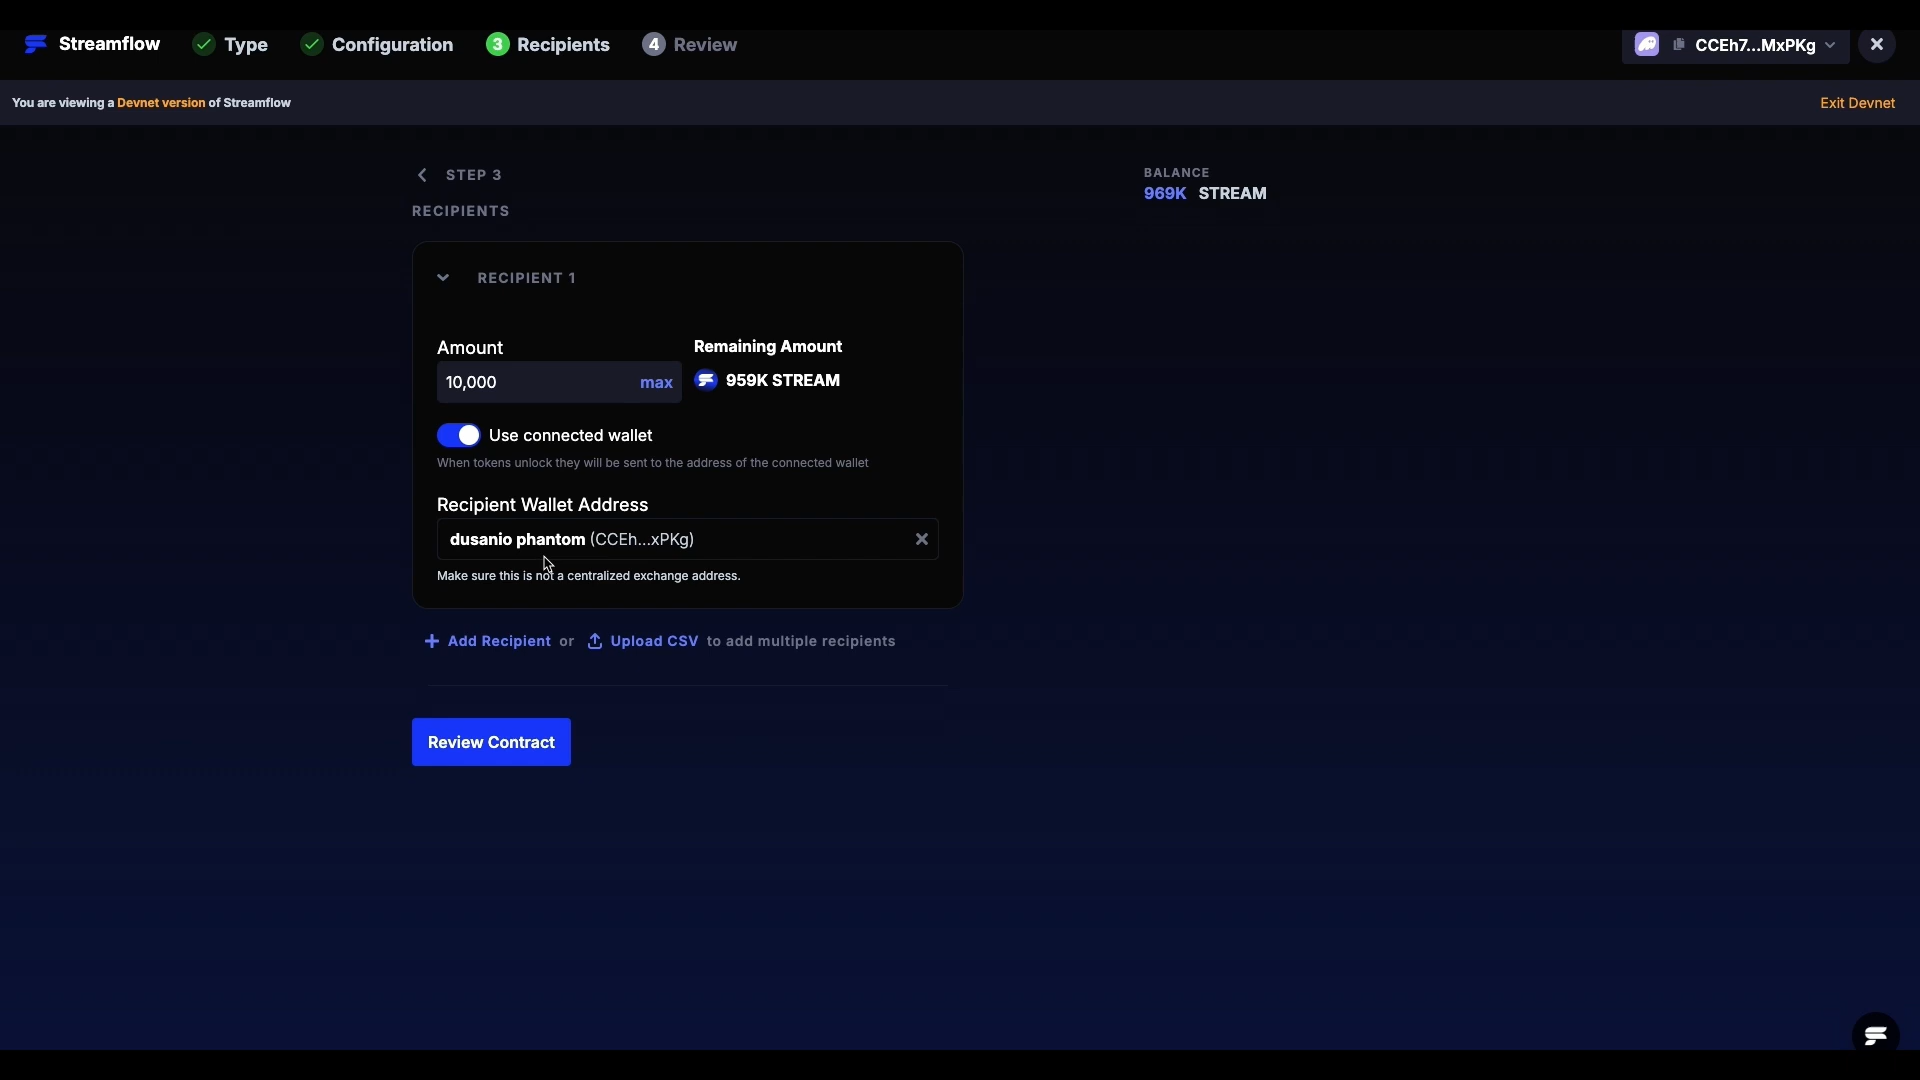 Streamflow
Type
Configuration
3 Recipients
4 Review
CCEh7...MxPKg
You are viewing a Devnet version of Streamflow
Exit Devnet
STEP 3
BALANCE
969K STREAM
RECIPIENTS
RECIPIENT 1
Amount
Remaining Amount
10,000 max
959K STREAM
Use connected wallet
When tokens unlock they will be sent to the address of the connected wallet
Recipient Wallet Address
dusanio phantom (CCEh...xPKg)
Make sure this is not a centralized exchange address.
Add Recipient or Upload CSV to add multiple recipients
Review Contract